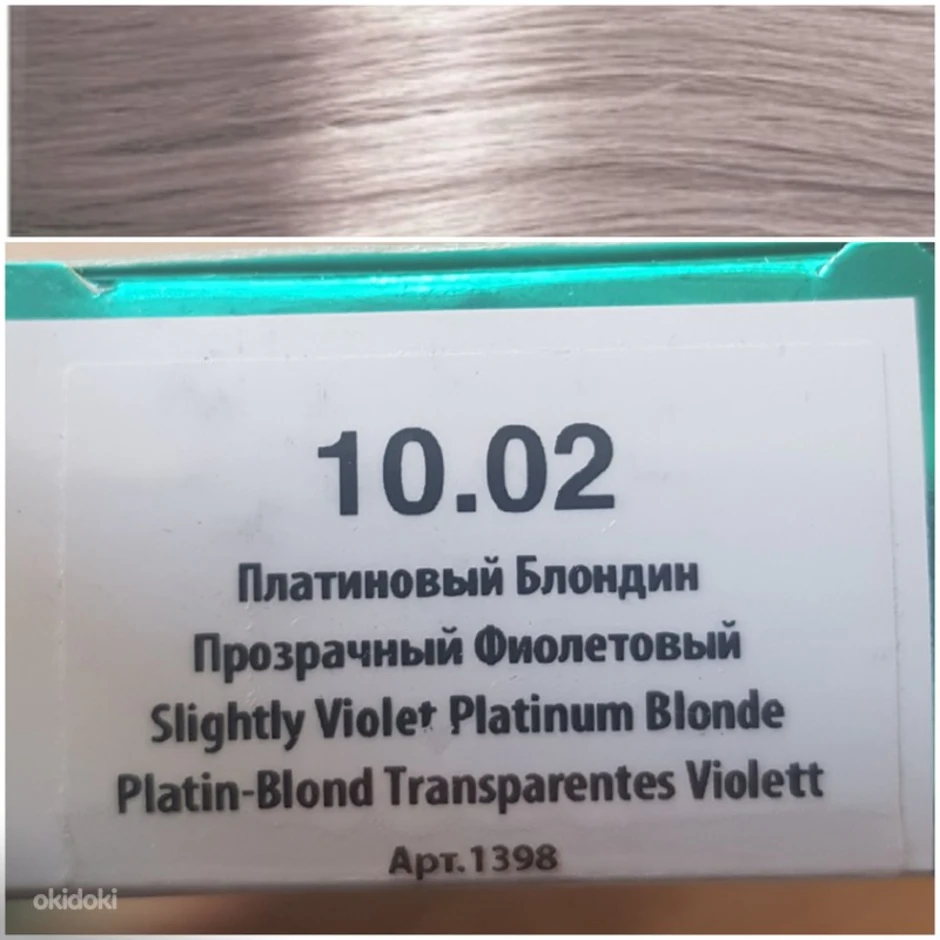 10.02
Платиновый Блондин
Прозрачный Фиолетовый
Slightly Violet Platinum Blonde
Platin-Blond Transparentes Violett
Арт.1398
okidoki